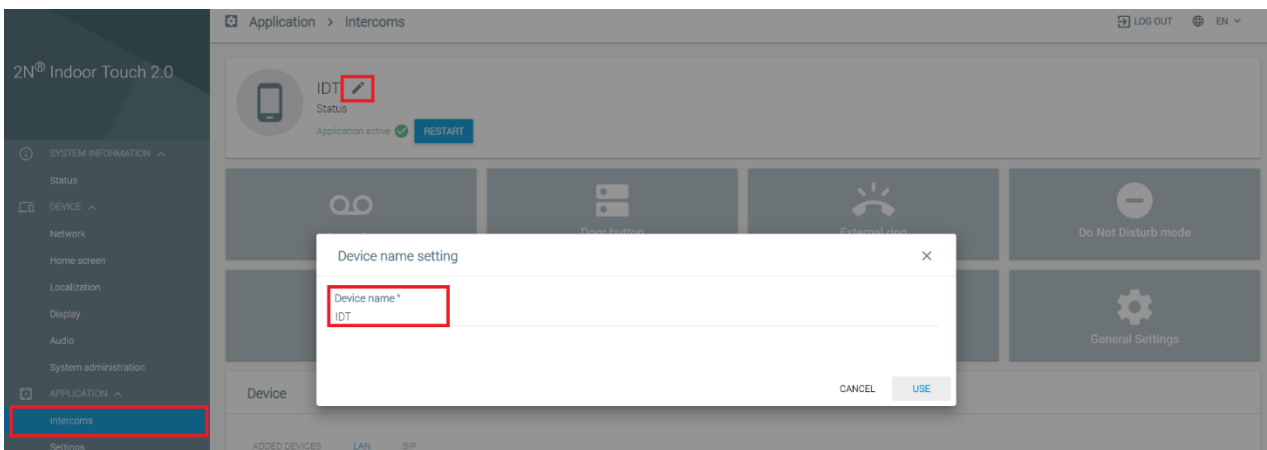 Application > Intercoms
LOG OUT
EN
2N® Indoor Touch 2.0
IDT
Status
Application active
RESTART
SYSTEM INFORMATION
Status
DEVICE
Network
Home screen
Localization
Display
Audio
System administration
APPLICATION
Intercoms
Settings
Door button
External ring
Do Not Disturb mode
General Settings
Device name setting
Device name*
IDT
CANCEL
USE
Device
ADDED DEVICES
LAN
SIP